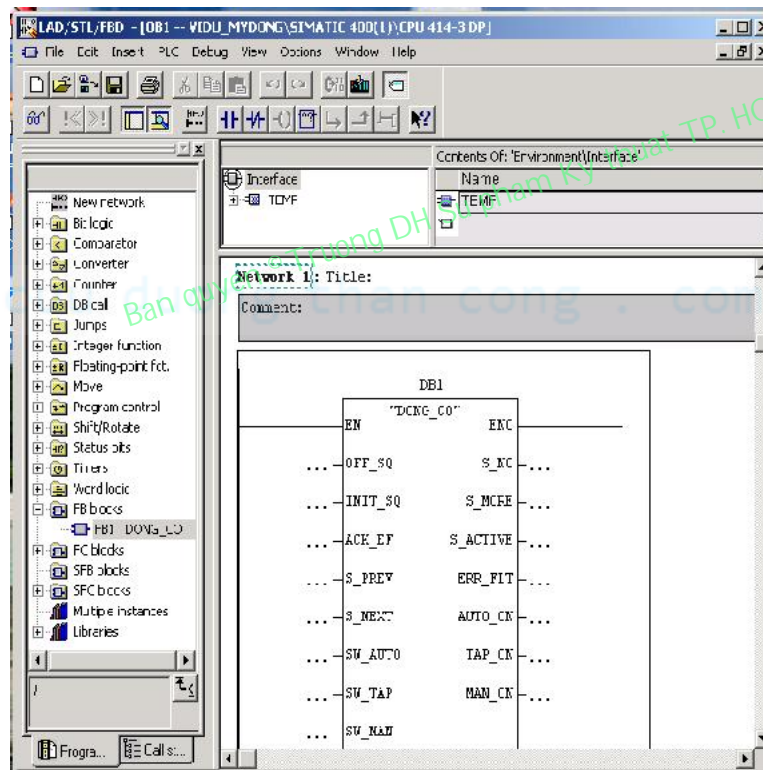 LAD/STL/FBD - [OB1 -- VIDU_MYDONG\SIMATIC 400(1)\CPU 414-3 DP]
File Edit Insert PLC Debug View Options Window Help
Contents Of: 'Environment\Interface'
Interface
Name
TEMP
TEMP
New network
Bit logic
Comparator
Converter
Counter
DB call
Jumps
Integer function
Floating-point fct.
Move
Program control
Shift/Rotate
Status bits
Timers
Word logic
FB blocks
FB1 DONG_CO
FC blocks
SFB blocks
SFC blocks
Multiple instances
Libraries
Progra...
Call s...
Network 1: Title:
Comment:
DB1
"DONG_CO"
EN ENO
... OFF_SQ S_NO ...
... INIT_SQ S_MORE ...
... ACK_EF S_ACTIVE ...
... S_PREV ERR_FLT ...
... S_NEXT AUTO_ON ...
... SW_AUTO TAP_ON ...
... SW_TAP MAN_ON ...
... SW_MAN
Ban quyen © Truong DH Su pham Ky thuat TP. HC
than cong . com